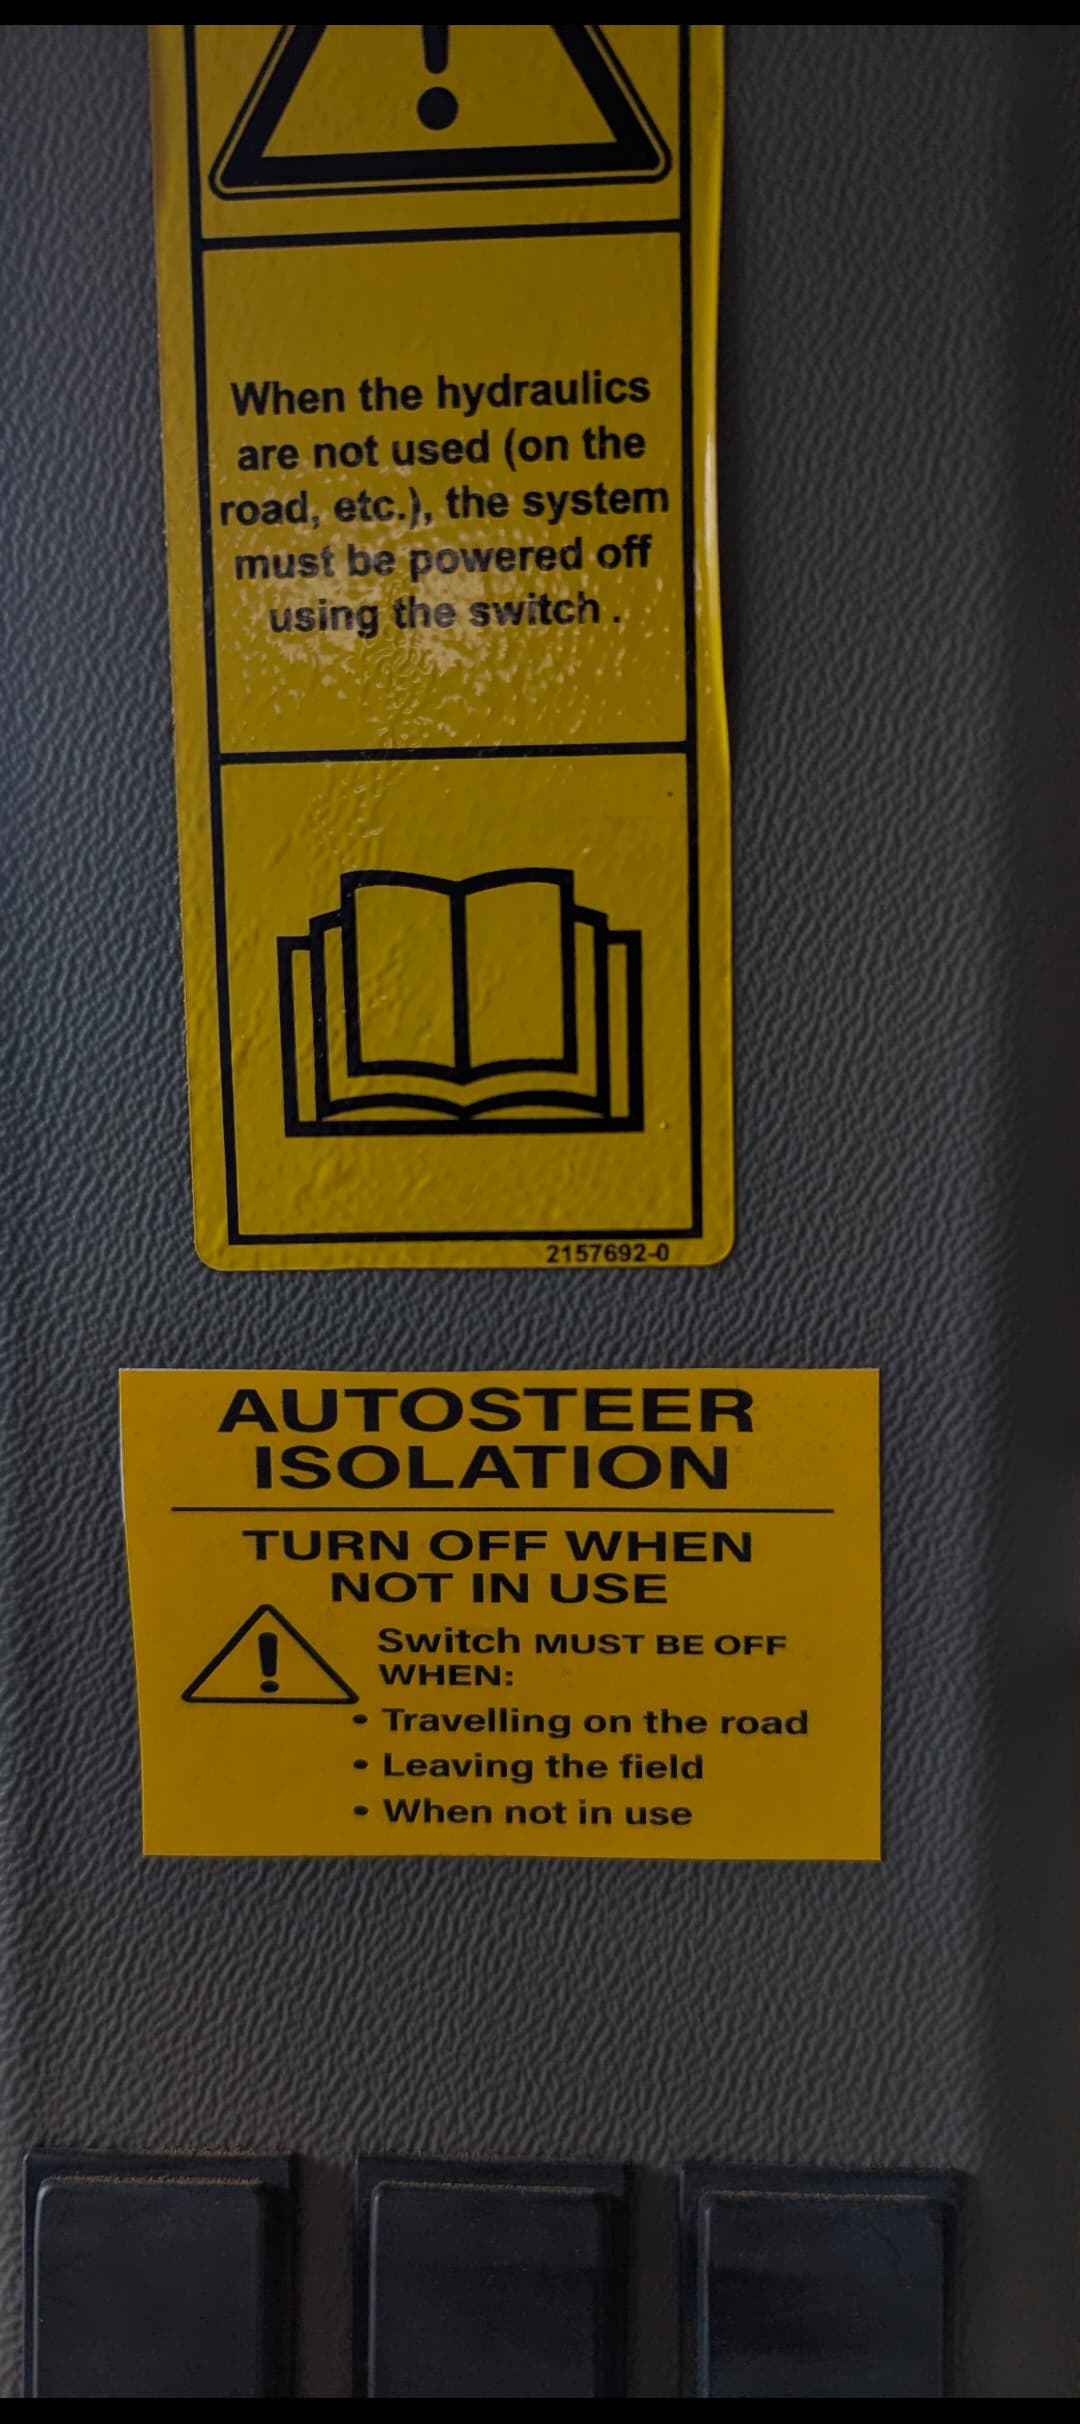 When the hydraulics
are not used (on the
road, etc.), the system
must be powered off
using the switch .
2157692-0
AUTOSTEER
ISOLATION
TURN OFF WHEN
NOT IN USE
Switch MUST BE OFF
WHEN:
• Travelling on the road
• Leaving the field
• When not in use